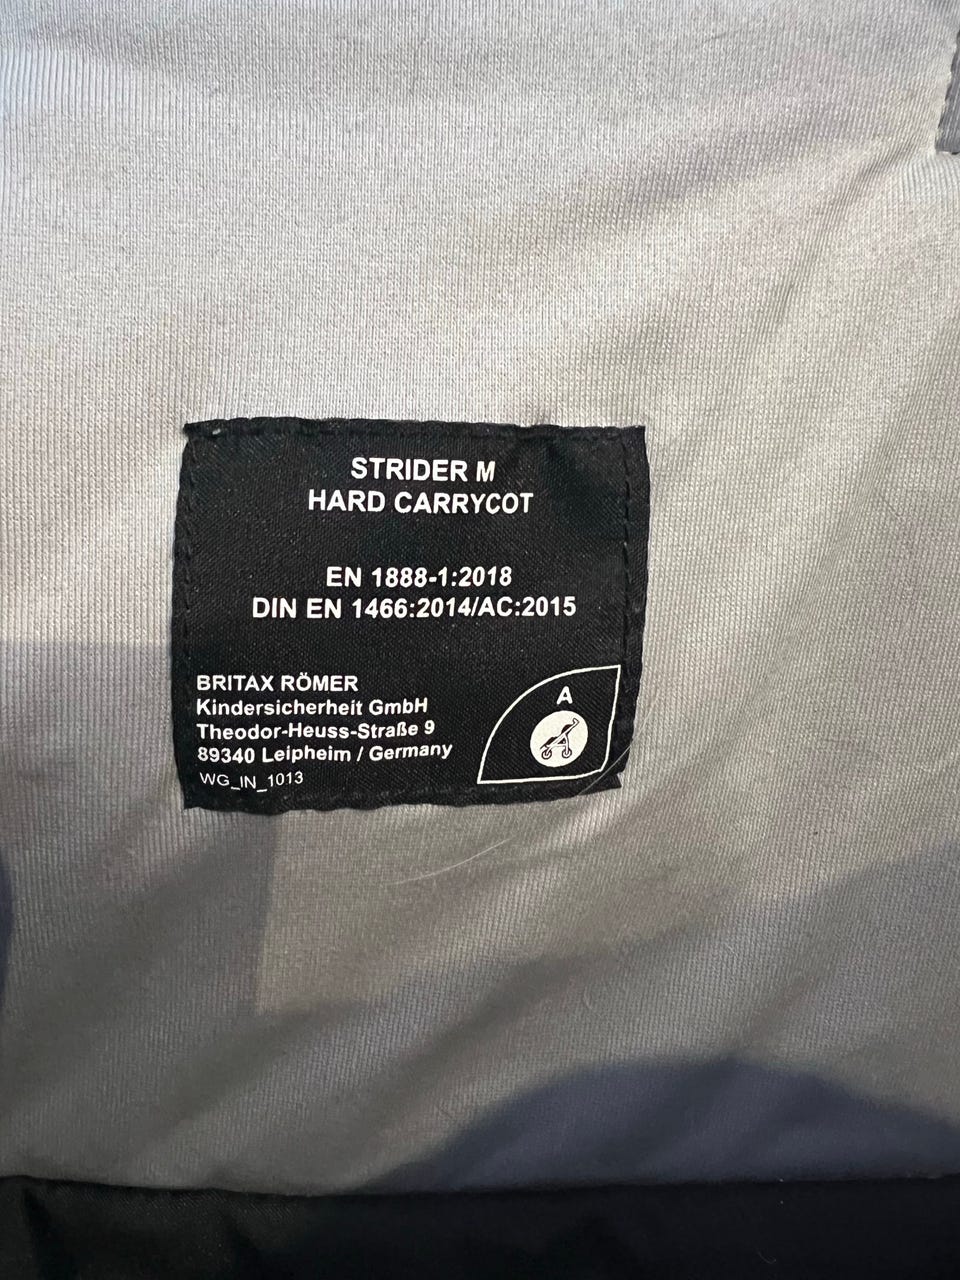 STRIDER M
HARD CARRYCOT
EN 1888-1:2018
DIN EN 1466:2014/AC:2015
BRITAX RÖMER
Kindersicherheit GmbH
Theodor-Heuss-Straße 9
89340 Leipheim / Germany
WG_IN_1013
A